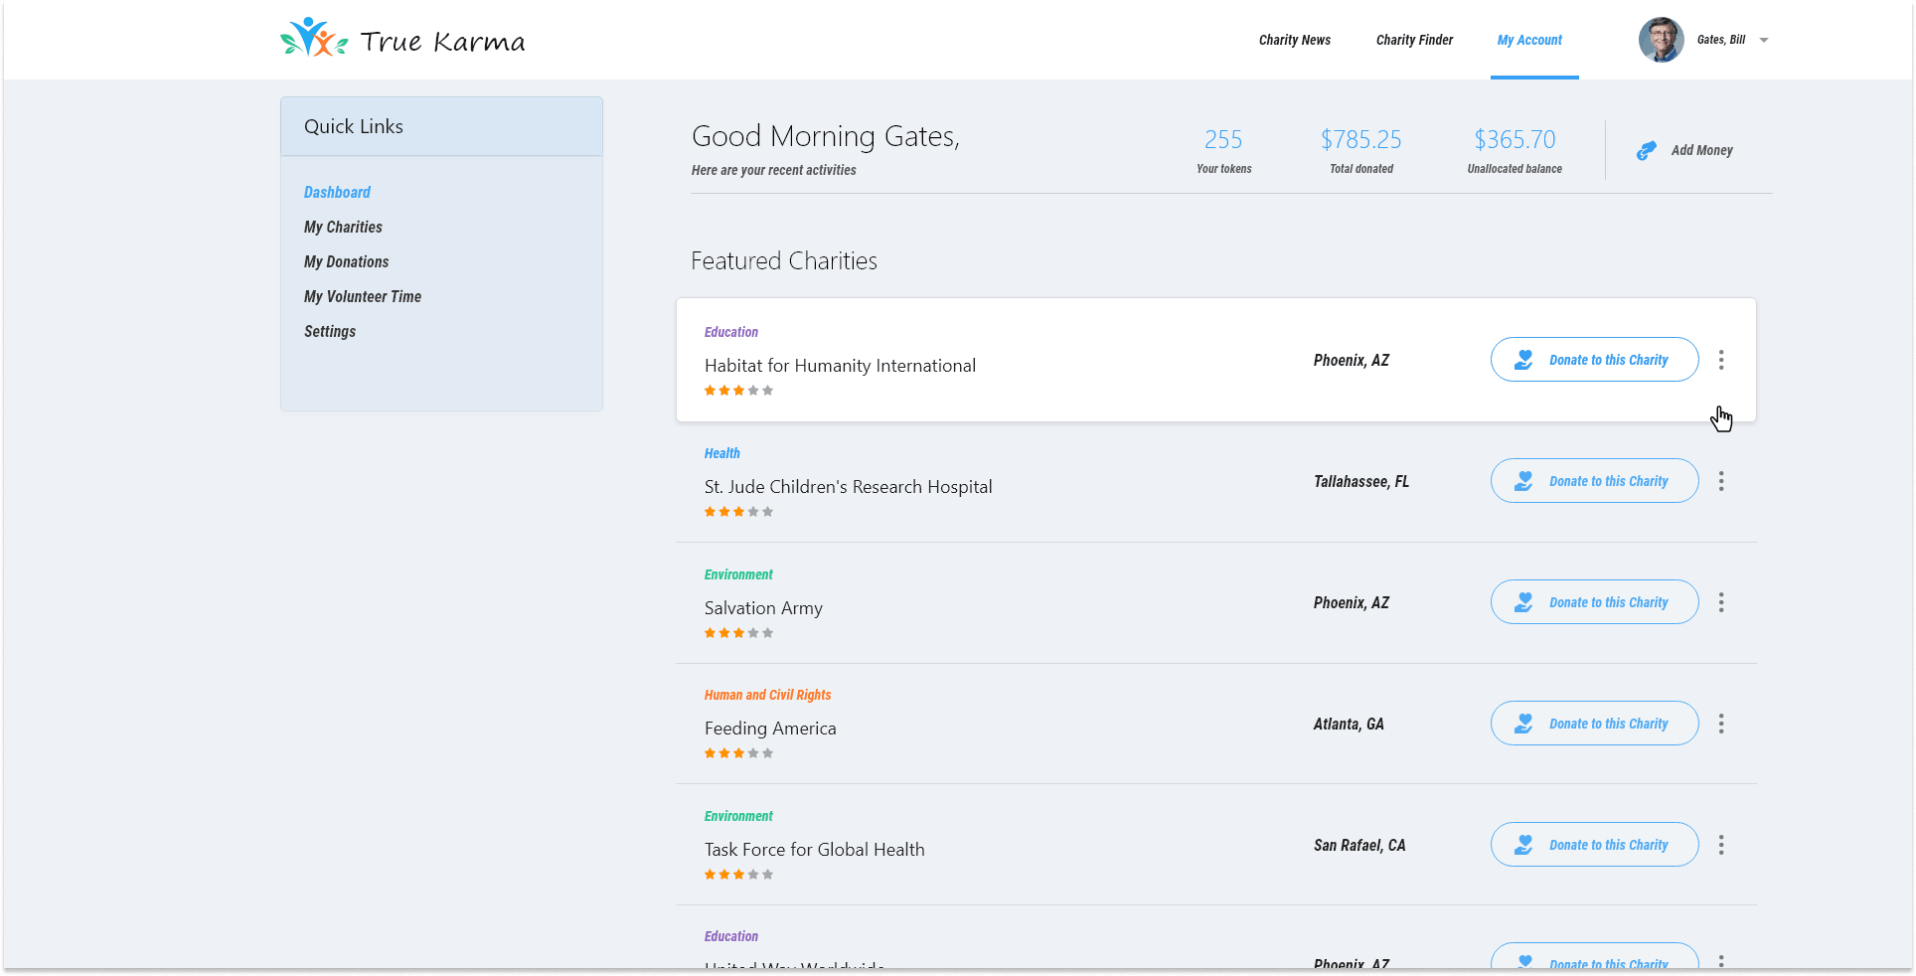 True Karma
Charity News
Charity Finder
My Account
Gates, Bill
Quick Links
Dashboard
My Charities
My Donations
My Volunteer Time
Settings
Good Morning Gates,
Here are your recent activities
255
Your tokens
$785.25
Total donated
$365.70
Unallocated balance
Add Money
Featured Charities
Education
Habitat for Humanity International
Phoenix, AZ
Donate to this Charity
Health
St. Jude Children's Research Hospital
Tallahassee, FL
Donate to this Charity
Environment
Salvation Army
Phoenix, AZ
Donate to this Charity
Human and Civil Rights
Feeding America
Atlanta, GA
Donate to this Charity
Environment
Task Force for Global Health
San Rafael, CA
Donate to this Charity
Education
United Way Worldwide
Phoenix, AZ
Donate to this Charity